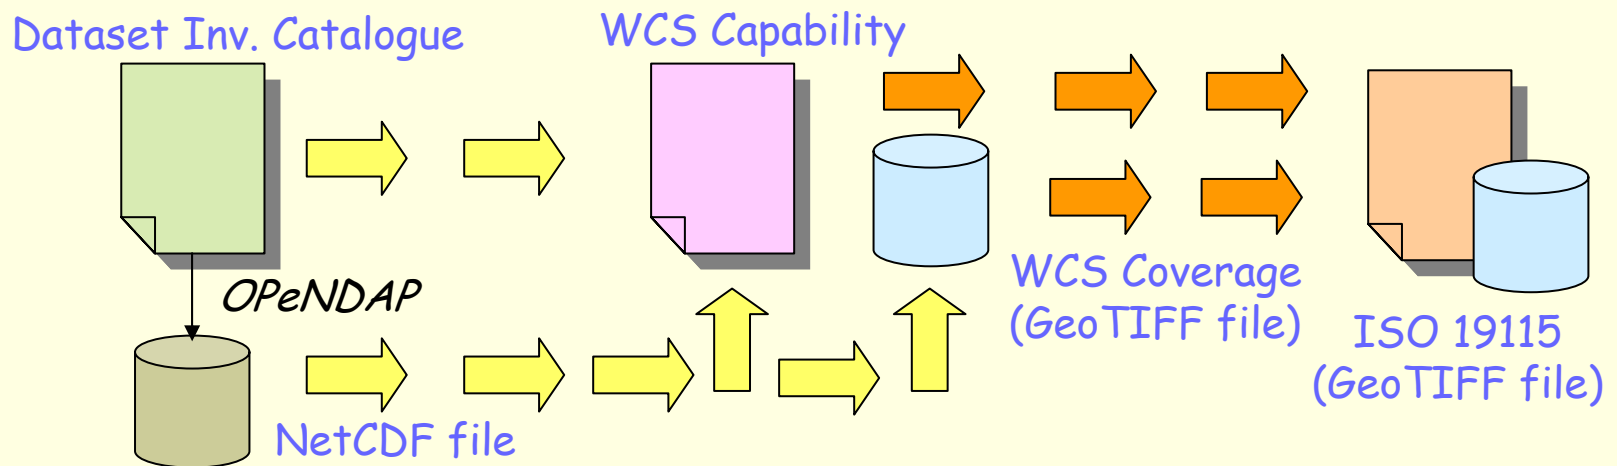 Dataset Inv. Catalogue
WCS Capability
OPeNDAP
WCS Coverage
(GeoTIFF file)
ISO 19115
(GeoTIFF file)
NetCDF file